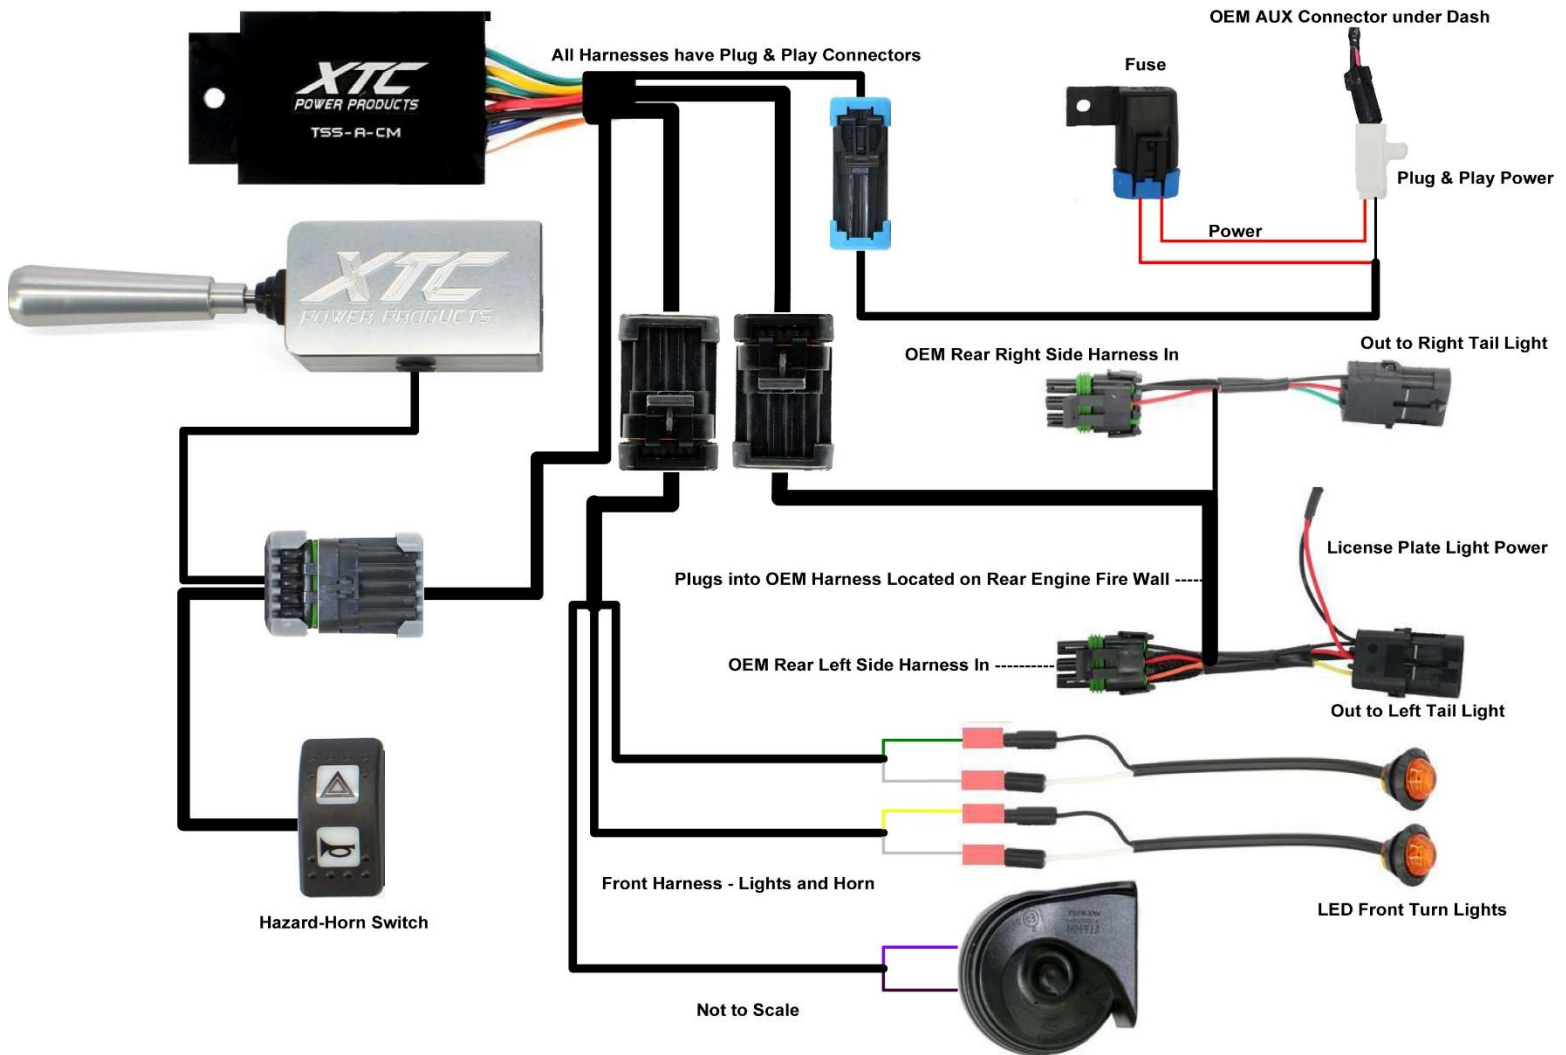 OEM AUX Connector under Dash
All Harnesses have Plug & Play Connectors
Fuse
XTC
POWER PRODUCTS
TSS-A-CM
Plug & Play Power
Power
XTC
POWER PRODUCTS
OEM Rear Right Side Harness In
Out to Right Tail Light
License Plate Light Power
Plugs into OEM Harness Located on Rear Engine Fire Wall -----
OEM Rear Left Side Harness In ----------
Out to Left Tail Light
Front Harness - Lights and Horn
LED Front Turn Lights
Hazard-Horn Switch
Not to Scale